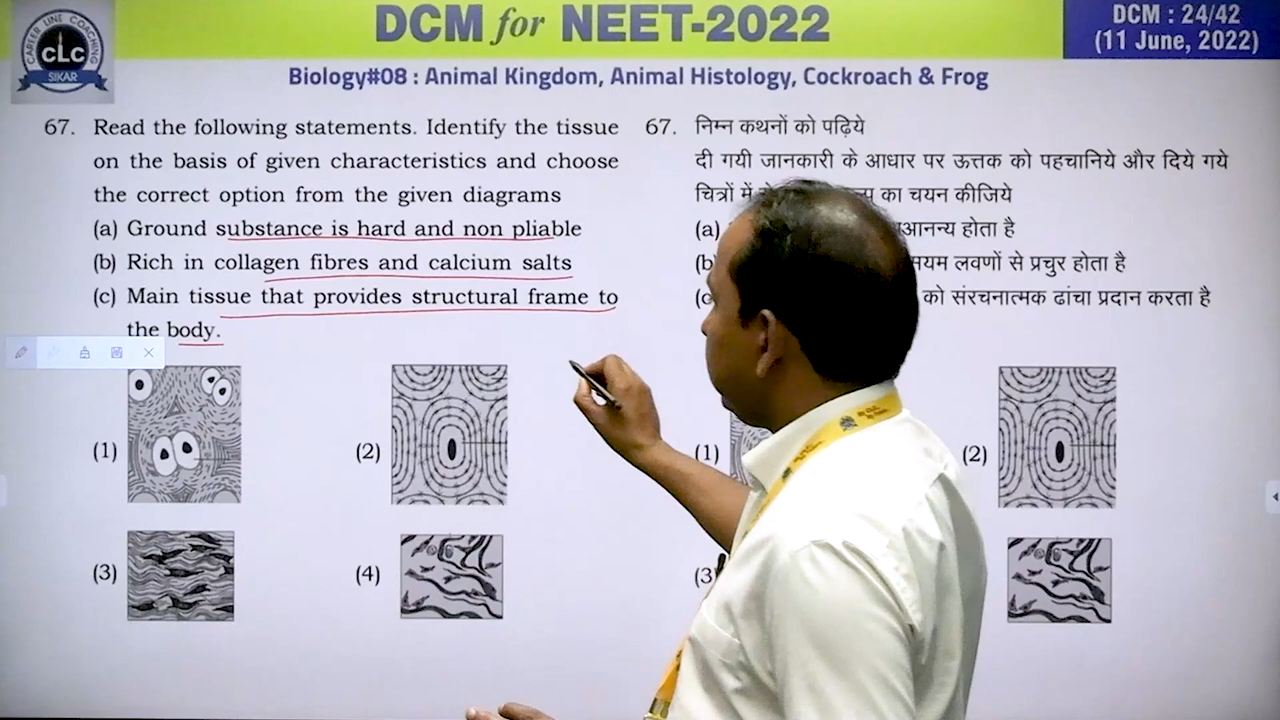 DCM for NEET-2022
DCM : 24/42
(11 June, 2022)
CAREER LINE COACHING
CLC
SIKAR
Biology#08 : Animal Kingdom, Animal Histology, Cockroach & Frog
67. Read the following statements. Identify the tissue
on the basis of given characteristics and choose
the correct option from the given diagrams
(a) Ground substance is hard and non pliable
(b) Rich in collagen fibres and calcium salts
(c) Main tissue that provides structural frame to
the body.
(1)
(2)
(3)
(4)
67. निम्न कथनों को पढ़िये
दी गयी जानकारी के आधार पर ऊत्तक को पहचानिये और दिये गये
चित्रों में का चयन कीजिये
(a) होता है
(b) लवणों से प्रचुर होता है
को संरचनात्मक ढांचा प्रदान करता है
(1)
(2)
(3)